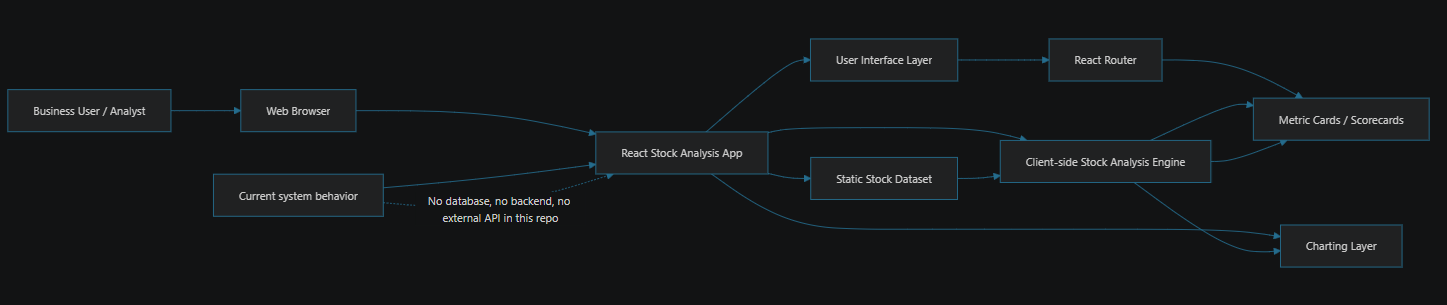 User Interface Layer
React Router
Business User / Analyst
Web Browser
Metric Cards / Scorecards
React Stock Analysis App
Client-side Stock Analysis Engine
Static Stock Dataset
Current system behavior
No database, no backend, no
external API in this repo
Charting Layer